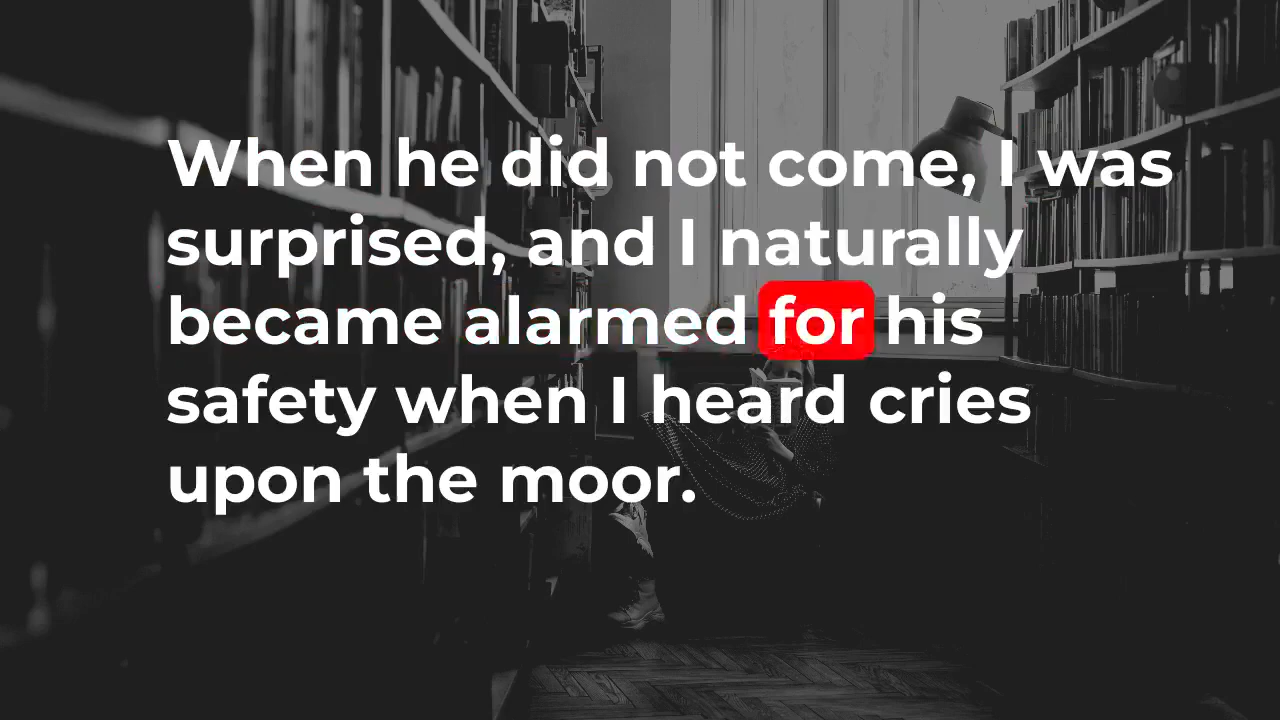 When he did not come, I was
surprised, and I naturally
became alarmed for his
safety when I heard cries
upon the moor.